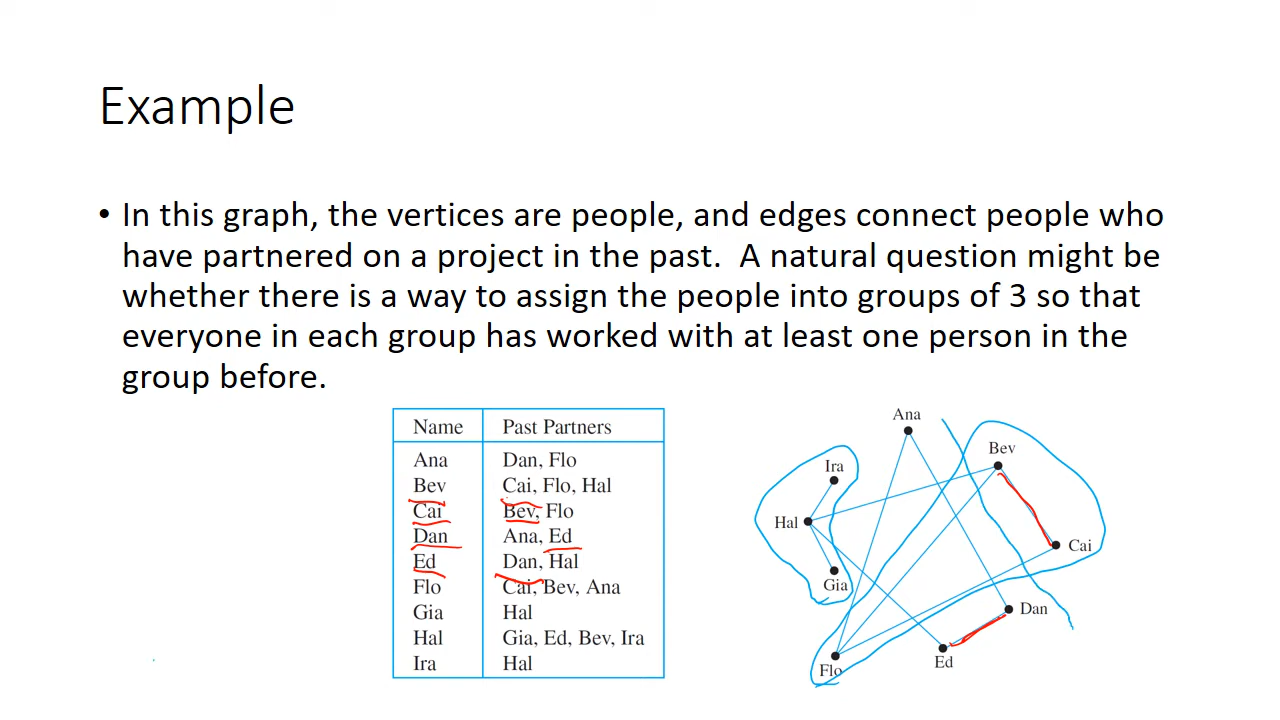 Example
• In this graph, the vertices are people, and edges connect people who
have partnered on a project in the past.  A natural question might be
whether there is a way to assign the people into groups of 3 so that
everyone in each group has worked with at least one person in the
group before.
Name Past Partners
Ana Dan, Flo
Bev Cai, Flo, Hal
Cai Bev, Flo
Dan Ana, Ed
Ed Dan, Hal
Flo Cai, Bev, Ana
Gia Hal
Hal Gia, Ed, Bev, Ira
Ira Hal
Ana
Bev
Ira
Hal
Cai
Gia
Dan
Ed
Flo